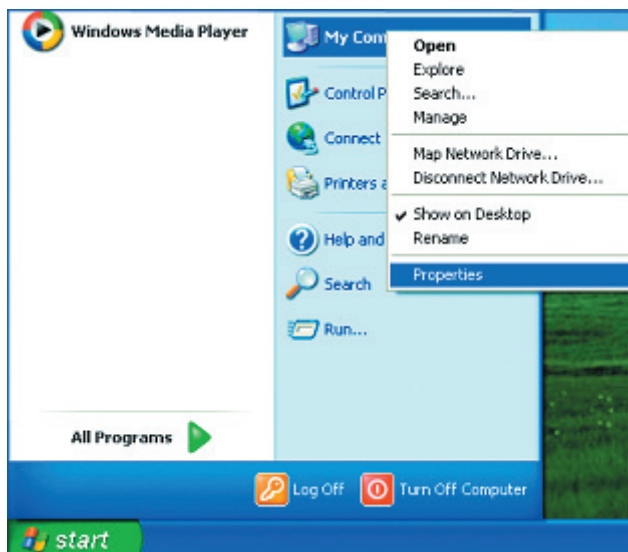 Windows Media Player
My Com
Control P
Connect
Printers a
Help and
Search
Run...
Open
Explore
Search...
Manage
Map Network Drive...
Disconnect Network Drive...
Show on Desktop
Rename
Properties
All Programs
Log Off
Turn Off Computer
start